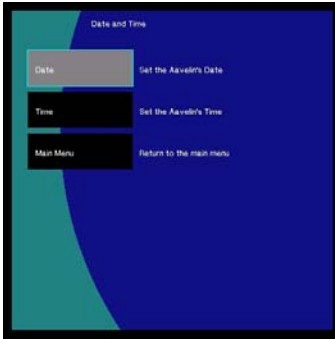 Date and Time
Date Set the Aavelin's Date
Time Set the Aavelin's Time
Main Menu Return to the main menu